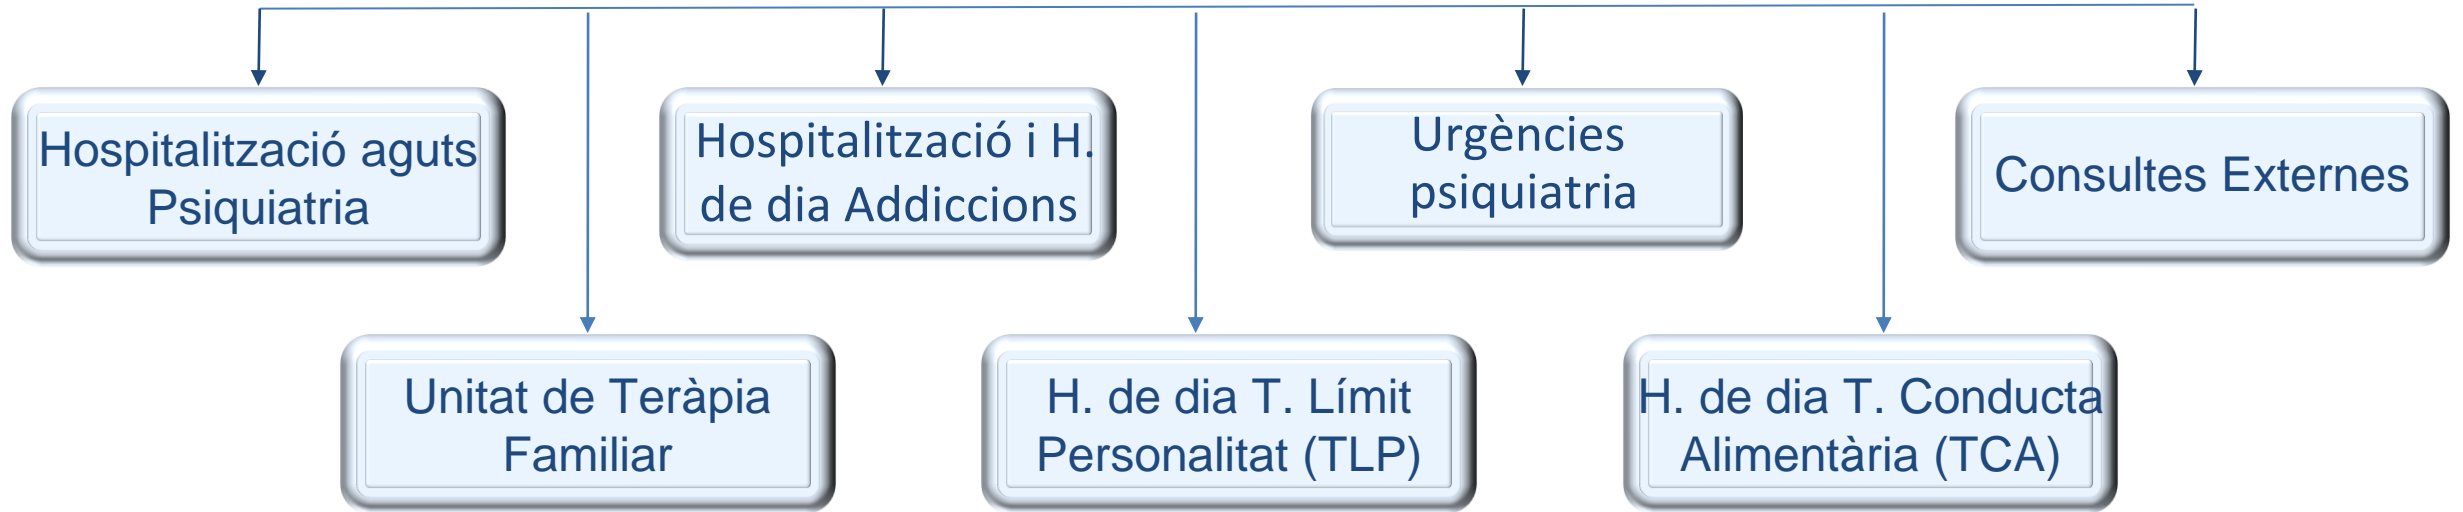 Hospitalització aguts
Psiquiatria
Hospitalització i H.
de dia Addiccions
Urgències
psiquiatria
Consultes Externes
Unitat de Teràpia
Familiar
H. de dia T. Límit
Personalitat (TLP)
H. de dia T. Conducta
Alimentària (TCA)